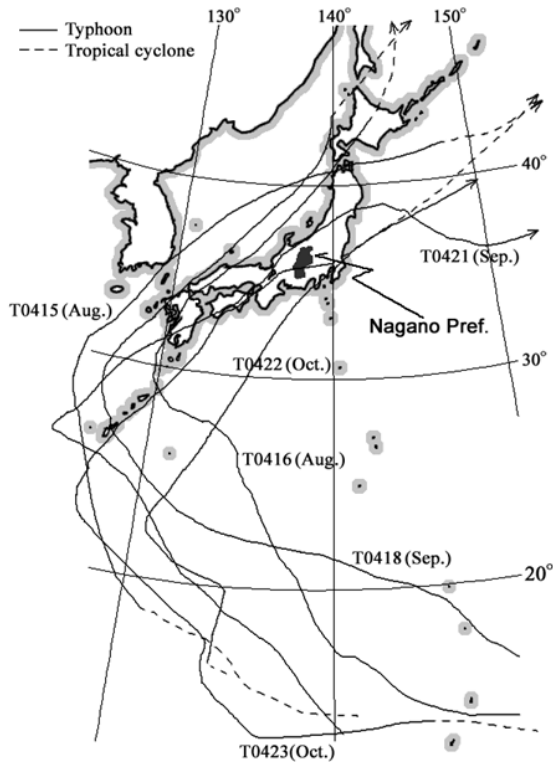 130°
140°
150°
Typhoon
Tropical cyclone
40°
T0421 (Sep.)
T0415 (Aug.)
Nagano Pref.
T0422 (Oct.)
30°
T0416 (Aug.)
T0418 (Sep.)
20°
T0423(Oct.)